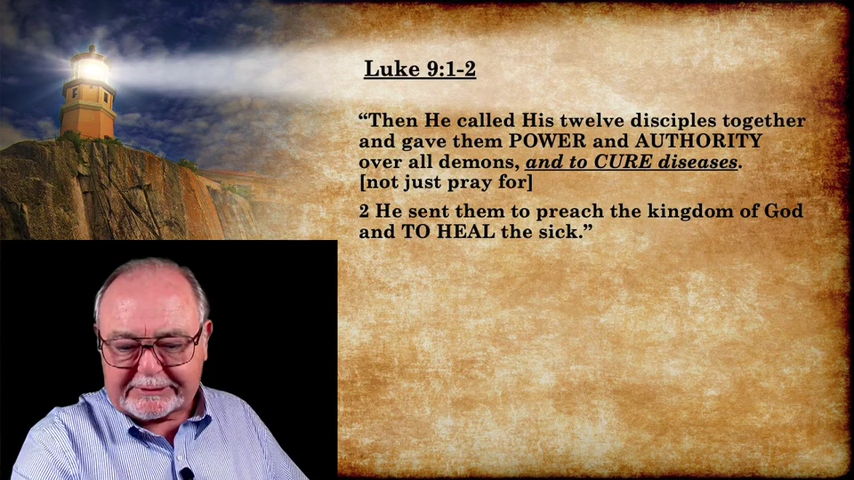 Luke 9:1-2
“Then He called His twelve disciples together
and gave them POWER and AUTHORITY
over all demons, and to CURE diseases.
[not just pray for]
2 He sent them to preach the kingdom of God
and TO HEAL the sick.”